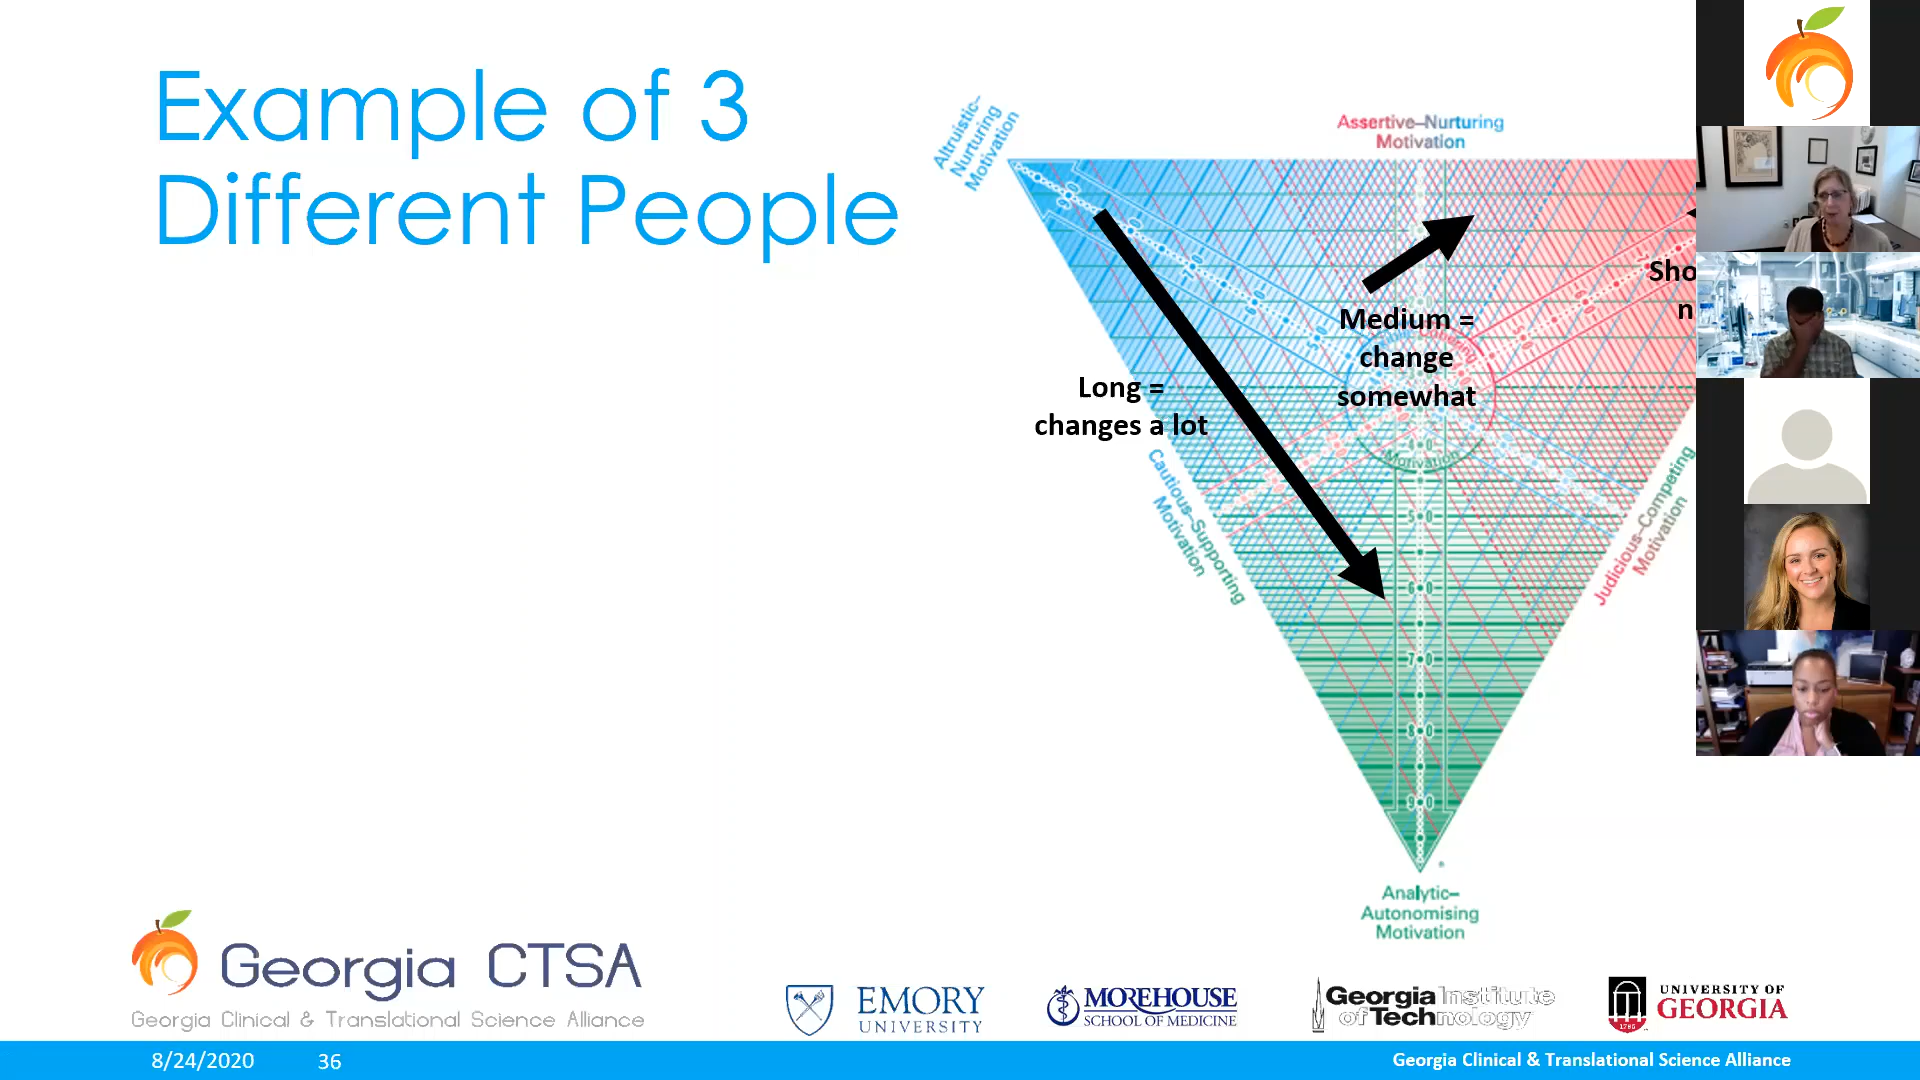 Example of 3
Different People
Altruistic–
Nurturing
Motivation
Assertive–Nurturing
Motivation
Medium =
change
somewhat
Long =
changes a lot
Cautious–Supporting
Motivation
Motivation
Judicious–Competing
Motivation
Analytic–
Autonomising
Motivation
Georgia CTSA
Georgia Clinical & Translational Science Alliance
EMORY
UNIVERSITY
MOREHOUSE
SCHOOL OF MEDICINE
Georgia Institute
of Technology
UNIVERSITY OF
GEORGIA
1785
8/24/2020
36
Georgia Clinical & Translational Science Alliance